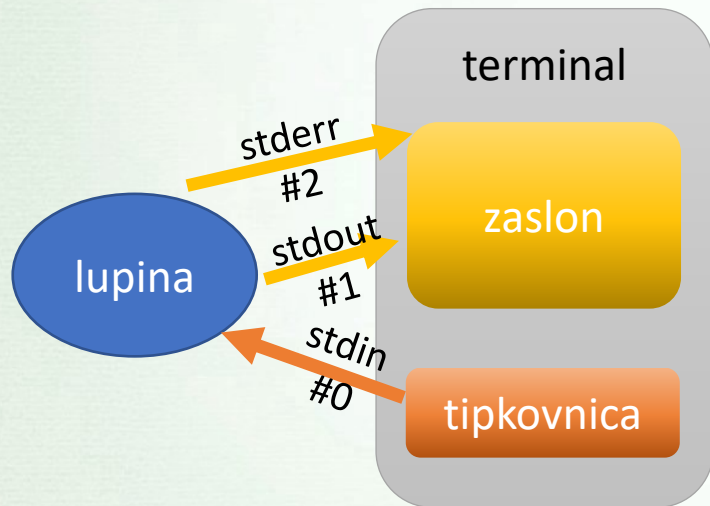 terminal
stderr
#2
zaslon
lupina
stdout
#1
stdin
#0
tipkovnica